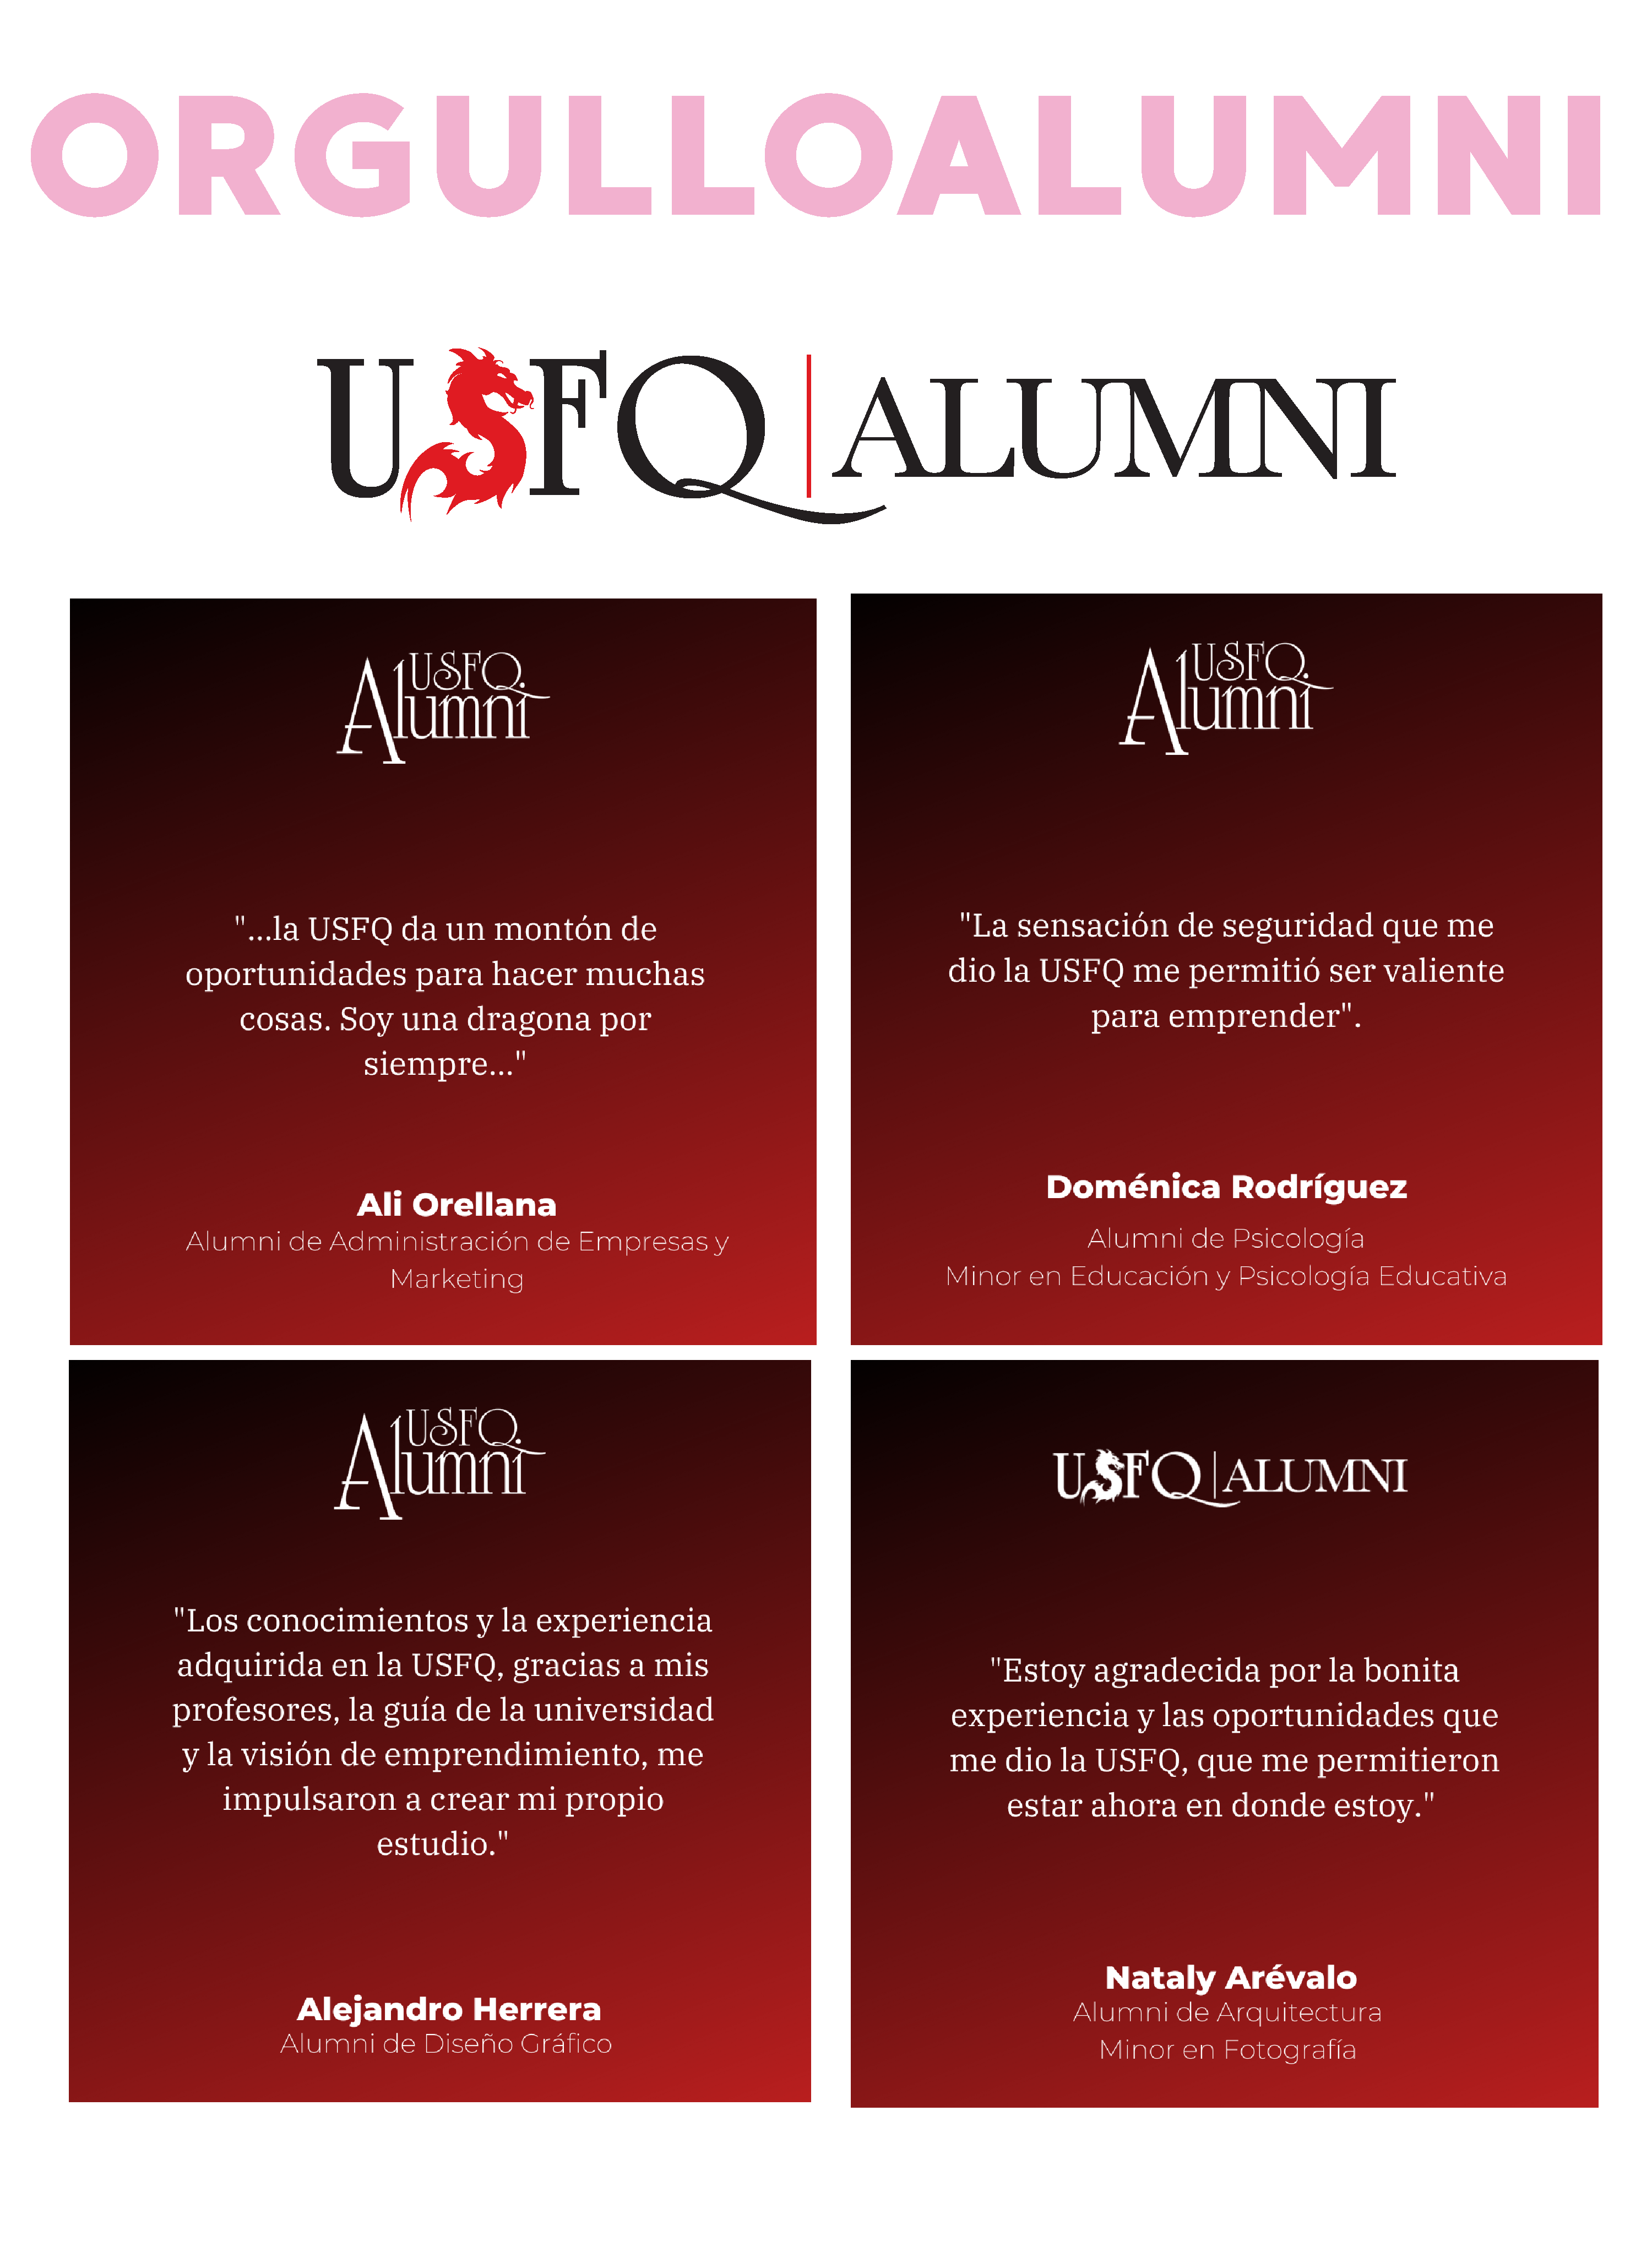 ORGULLOALUMNI
USFQ | ALUMNI
USFQ
Alumni
"...la USFQ da un montón de
oportunidades para hacer muchas
cosas. Soy una dragona por
siempre..."
Ali Orellana
Alumni de Administración de Empresas y
Marketing
USFQ
Alumni
"La sensación de seguridad que me
dio la USFQ me permitió ser valiente
para emprender".
Doménica Rodríguez
Alumni de Psicología
Minor en Educación y Psicología Educativa
USFQ
Alumni
"Los conocimientos y la experiencia
adquirida en la USFQ, gracias a mis
profesores, la guía de la universidad
y la visión de emprendimiento, me
impulsaron a crear mi propio
estudio."
Alejandro Herrera
Alumni de Diseño Gráfico
USFQ | ALUMNI
"Estoy agradecida por la bonita
experiencia y las oportunidades que
me dio la USFQ, que me permitieron
estar ahora en donde estoy."
Nataly Arévalo
Alumni de Arquitectura
Minor en Fotografía